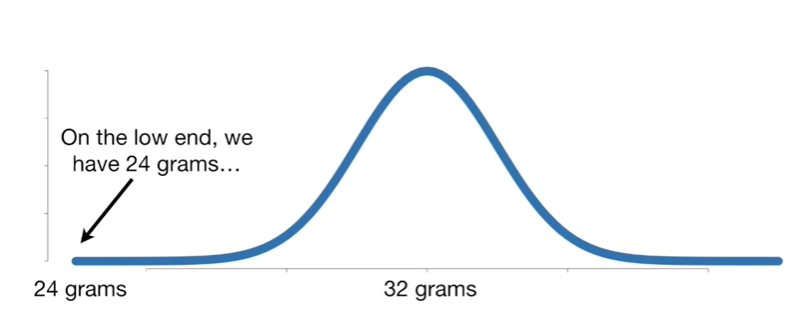 On the low end, we
have 24 grams…
24 grams
32 grams